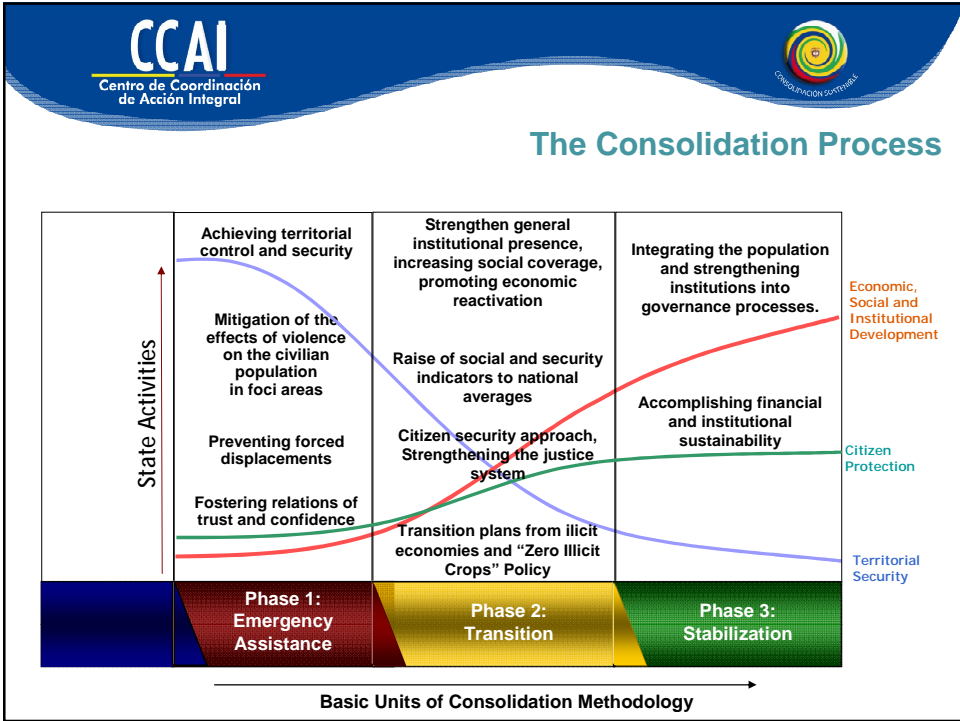 CCAI
Centro de Coordinación
de Acción Integral
CONSOLIDACIÓN SUSTENIBLE
The Consolidation Process
State Activities
Achieving territorial
control and security
Mitigation of the
effects of violence
on the civilian
population
in foci areas
Preventing forced
displacements
Fostering relations of
trust and confidence
Strengthen general
institutional presence,
increasing social coverage,
promoting economic
reactivation
Raise of social and security
indicators to national
averages
Citizen security approach,
Strengthening the justice
system
Transition plans from ilicit
economies and “Zero Illicit
Crops” Policy
Integrating the population
and strengthening
institutions into
governance processes.
Accomplishing financial
and institutional
sustainability
Economic,
Social and
Institutional
Development
Citizen
Protection
Territorial
Security
Phase 1:
Emergency
Assistance
Phase 2:
Transition
Phase 3:
Stabilization
Basic Units of Consolidation Methodology